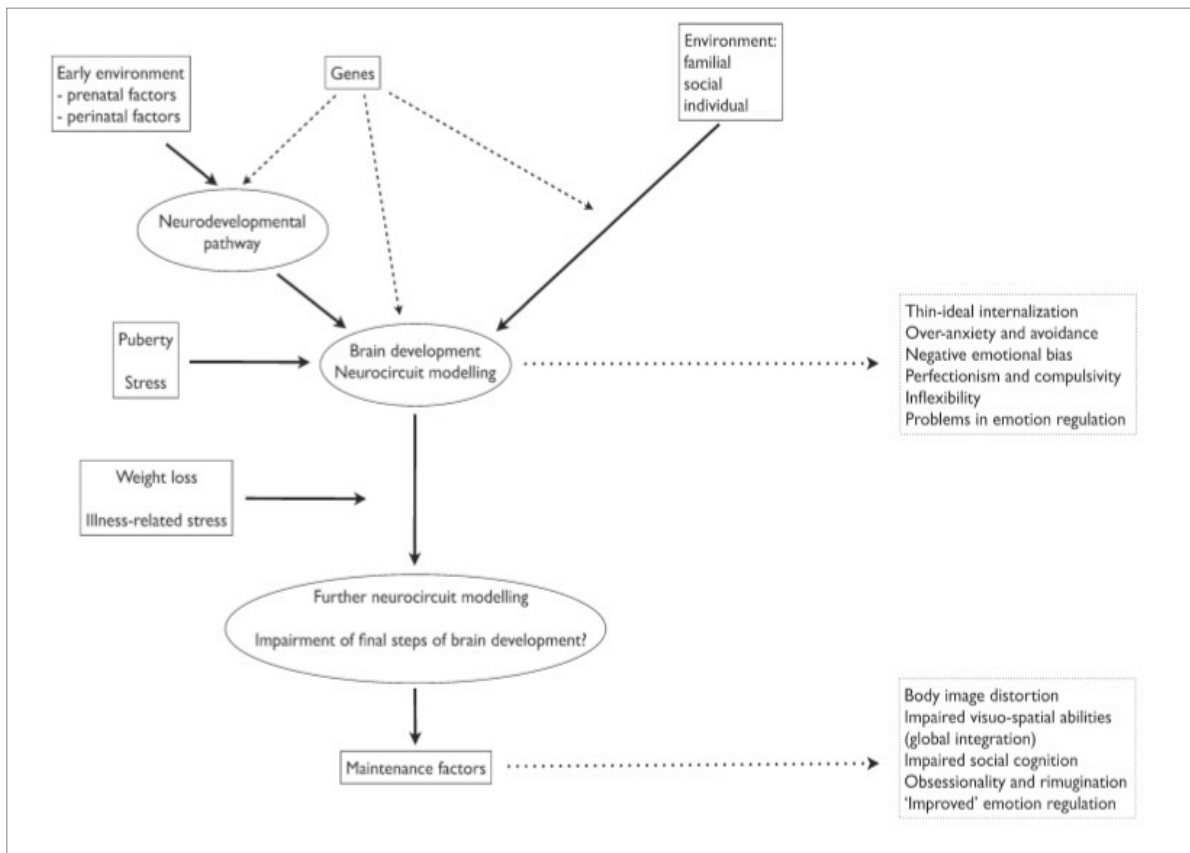 Early environment
- prenatal factors
- perinatal factors
Genes
Environment:
familial
social
individual
Neurodevelopmental
pathway
Puberty
Stress
Brain development
Neurocircuit modelling
Thin-ideal internalization
Over-anxiety and avoidance
Negative emotional bias
Perfectionism and compulsivity
Inflexibility
Problems in emotion regulation
Weight loss
Illness-related stress
Further neurocircuit modelling
Impairment of final steps of brain development?
Maintenance factors
Body image distortion
Impaired visuo-spatial abilities
(global integration)
Impaired social cognition
Obsessionality and rimugination
'Improved' emotion regulation